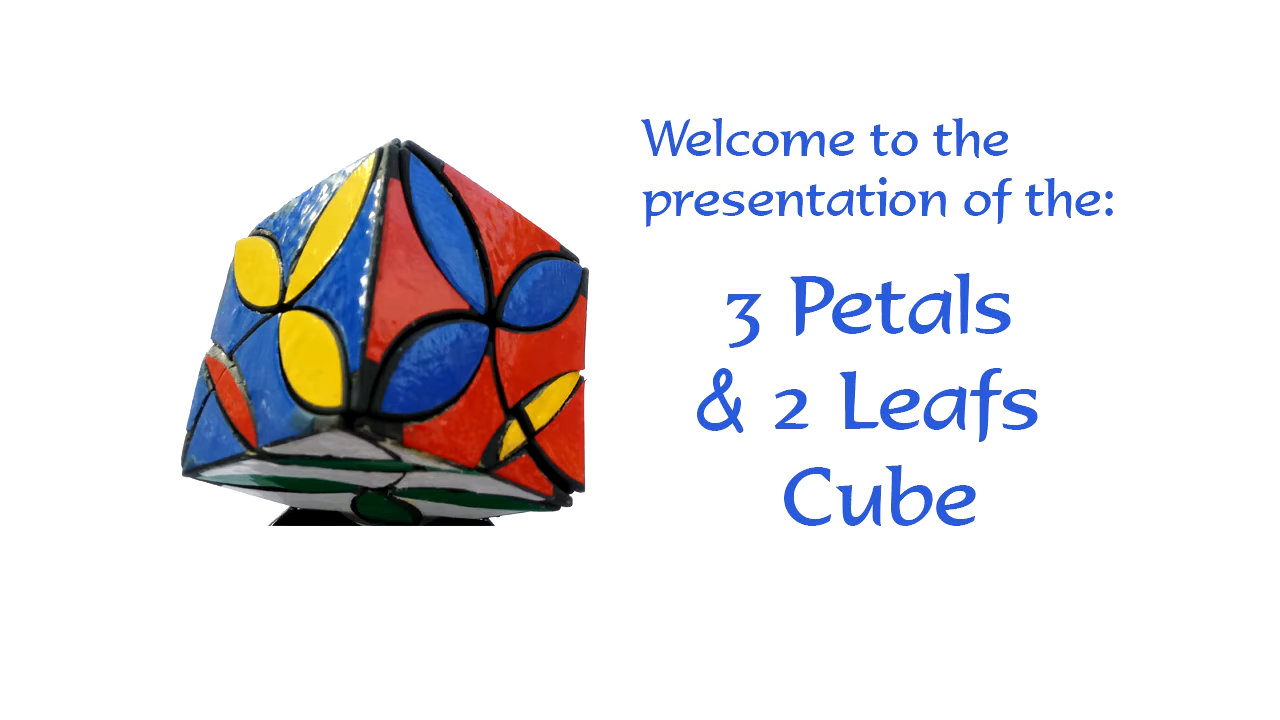 Welcome to the
presentation of the:
3 Petals
& 2 Leafs
Cube